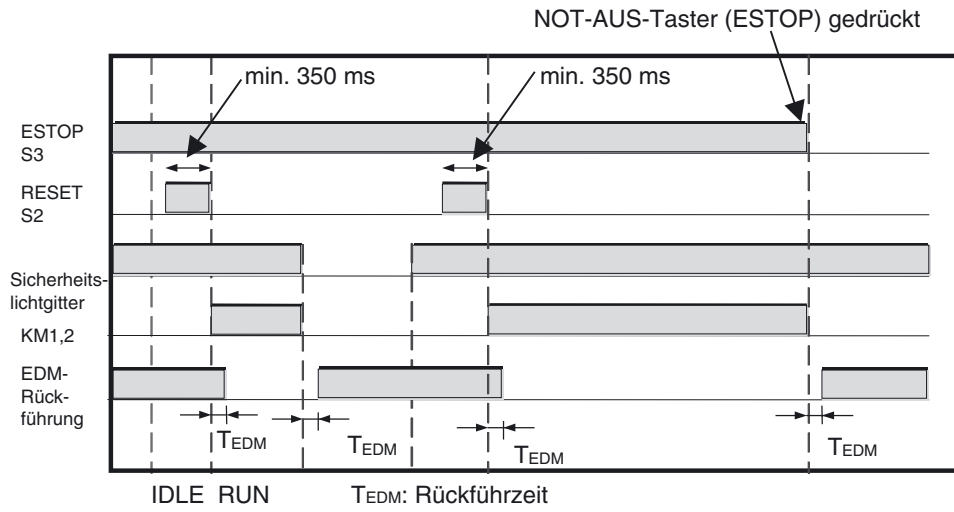 NOT-AUS-Taster (ESTOP) gedrückt
min. 350 ms
min. 350 ms
ESTOP
S3
RESET
S2
Sicherheits-
lichtgitter
KM1,2
EDM-
Rück-
führung
TEDM
TEDM
TEDM
TEDM
IDLE RUN
TEDM: Rückführzeit